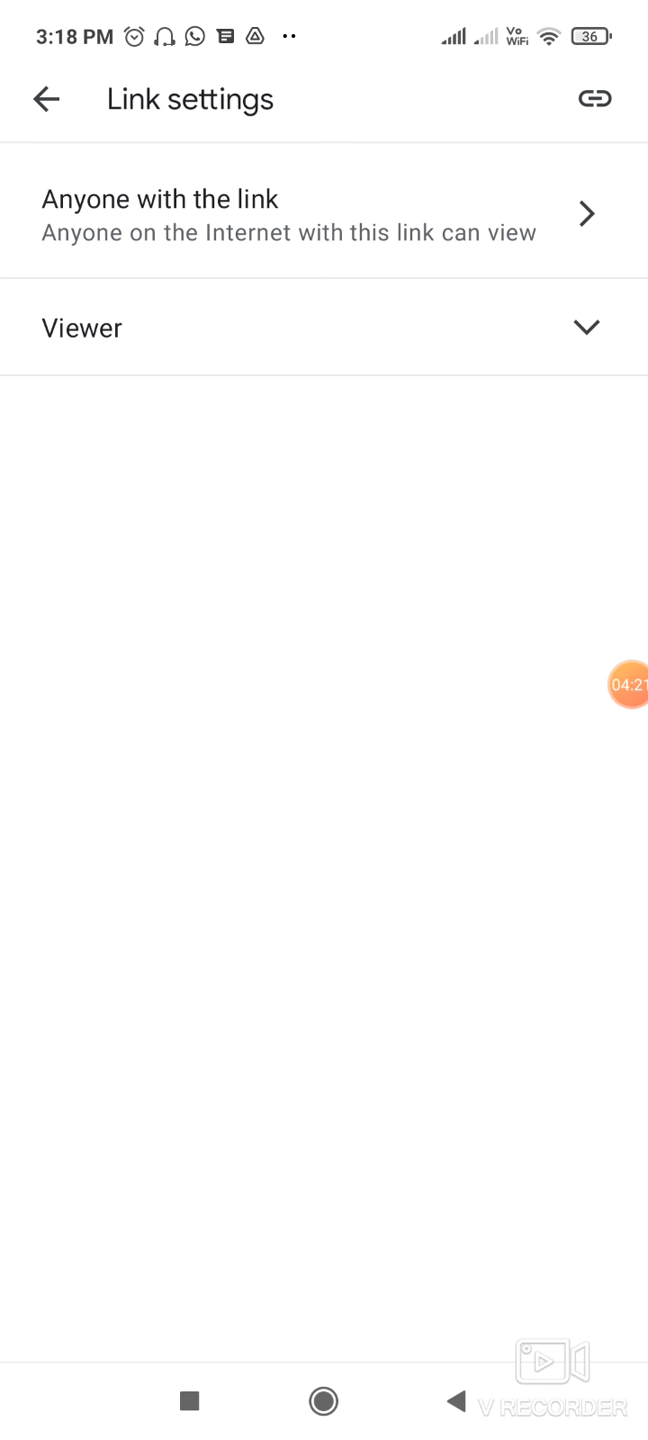 3:18 PM
Vo
WiFi
36
Link settings
Anyone with the link
Anyone on the Internet with this link can view
Viewer
04:21
V RECORDER